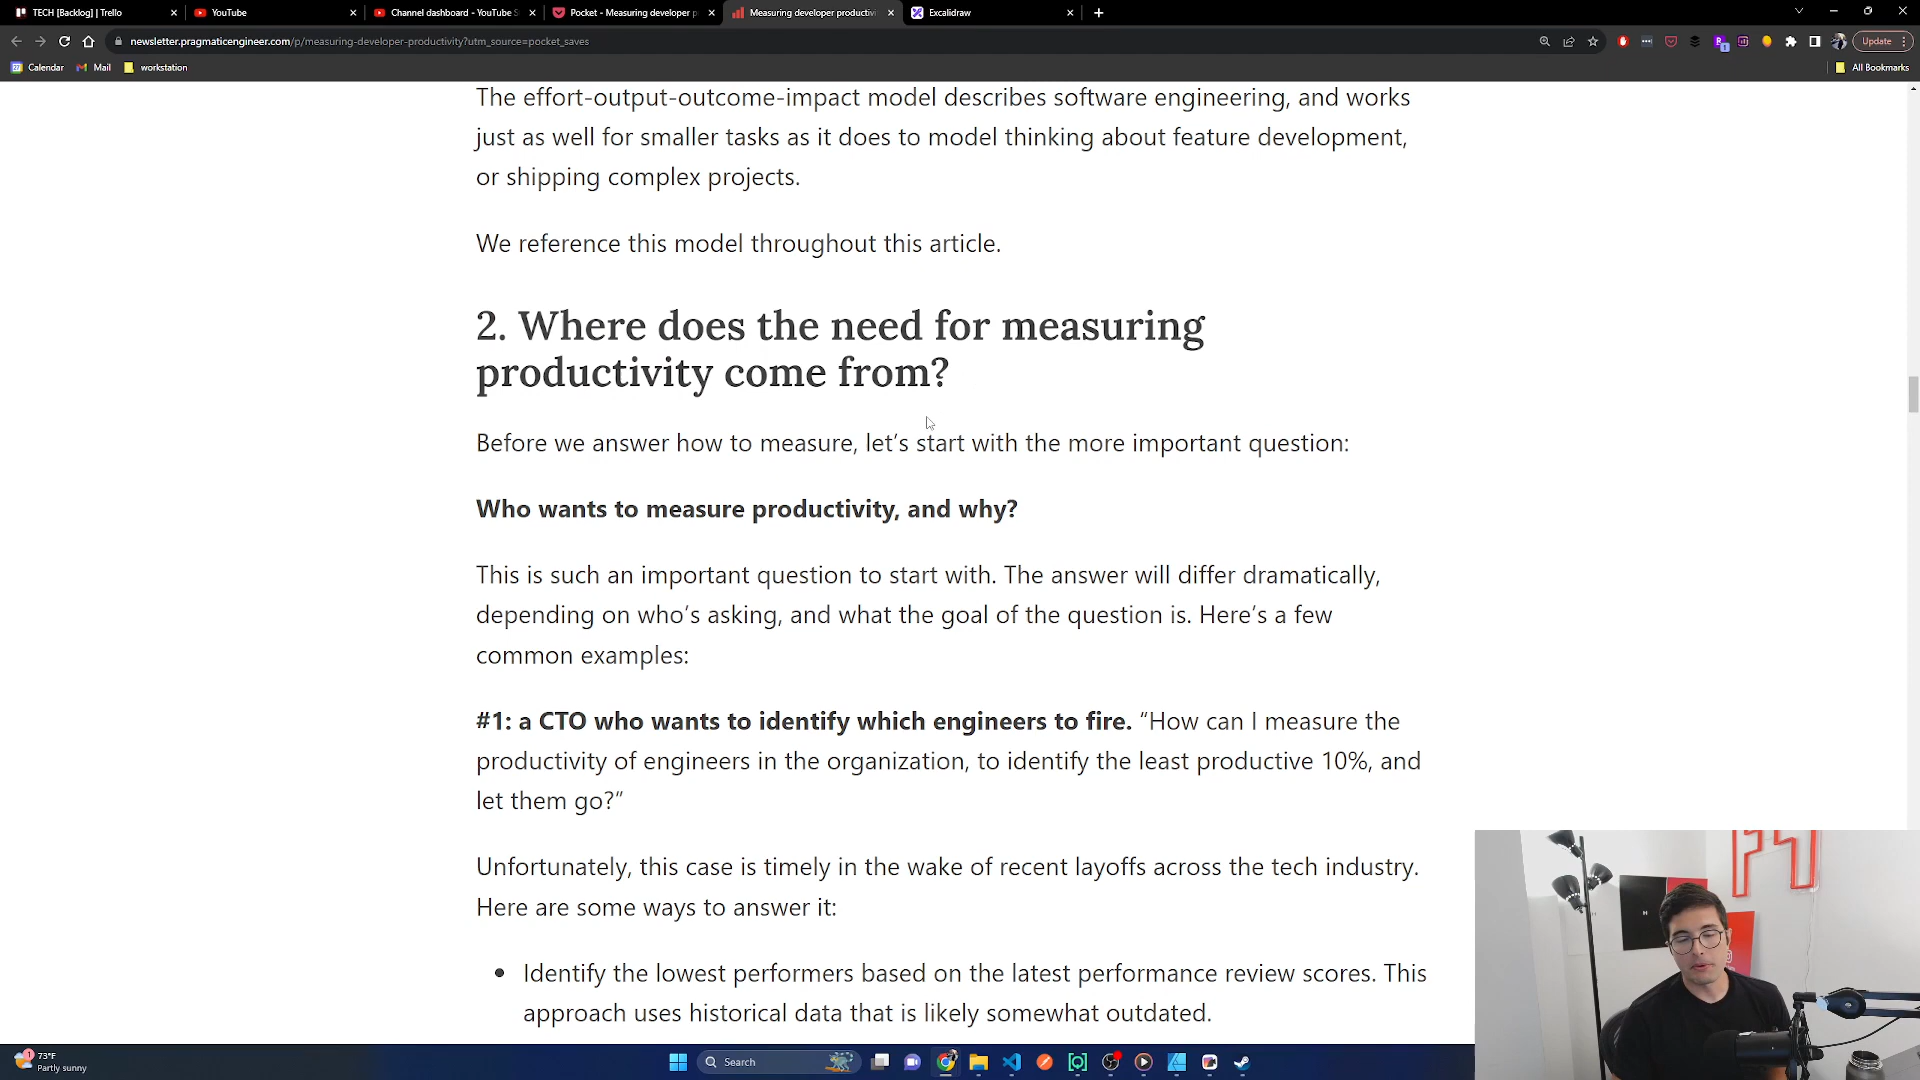 TECH [Backlog] | Trello
YouTube
Channel dashboard - YouTube S
Pocket - Measuring developer p
Measuring developer productivi
Excalidraw
newsletter.pragmaticengineer.com/p/measuring-developer-productivity?utm_source=pocket_saves
Update
Calendar
Mail
workstation
All Bookmarks
The effort-output-outcome-impact model describes software engineering, and works
just as well for smaller tasks as it does to model thinking about feature development,
or shipping complex projects.
We reference this model throughout this article.
2. Where does the need for measuring
productivity come from?
Before we answer how to measure, let’s start with the more important question:
Who wants to measure productivity, and why?
This is such an important question to start with. The answer will differ dramatically,
depending on who’s asking, and what the goal of the question is. Here’s a few
common examples:
#1: a CTO who wants to identify which engineers to fire. “How can I measure the
productivity of engineers in the organization, to identify the least productive 10%, and
let them go?”
Unfortunately, this case is timely in the wake of recent layoffs across the tech industry.
Here are some ways to answer it:
• Identify the lowest performers based on the latest performance review scores. This
approach uses historical data that is likely somewhat outdated.
73°F
Partly sunny
Search